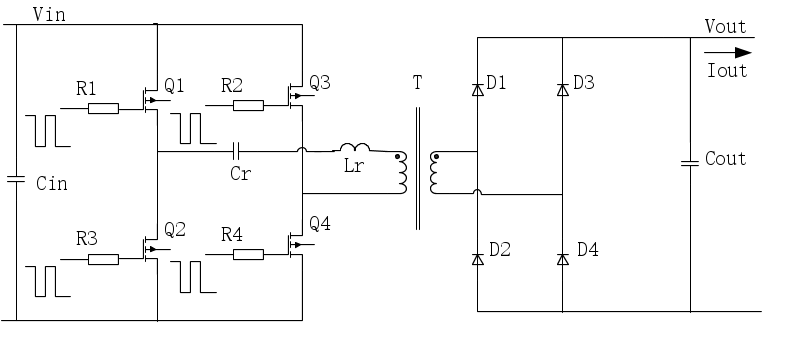 Vin
Vout
Iout
R1
Q1
R2
Q3
T
D1
D3
Cin
Cr
Lr
Cout
R3
Q2
R4
Q4
D2
D4